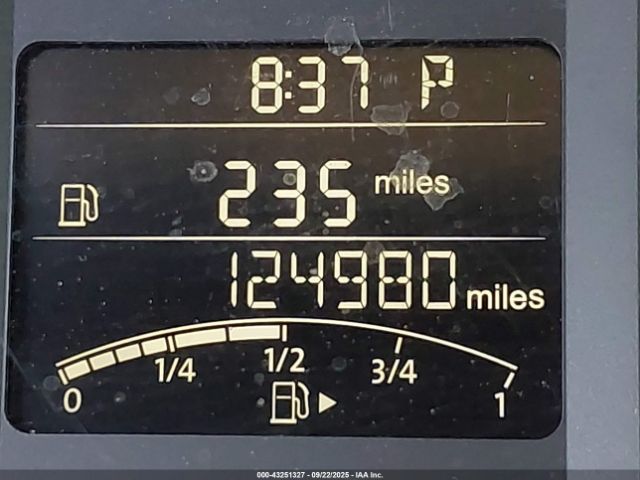 8:37 P
235 miles
124980 miles
0 1/4 1/2 3/4 1
000-43251327 - 09/22/2025 - IAA Inc.